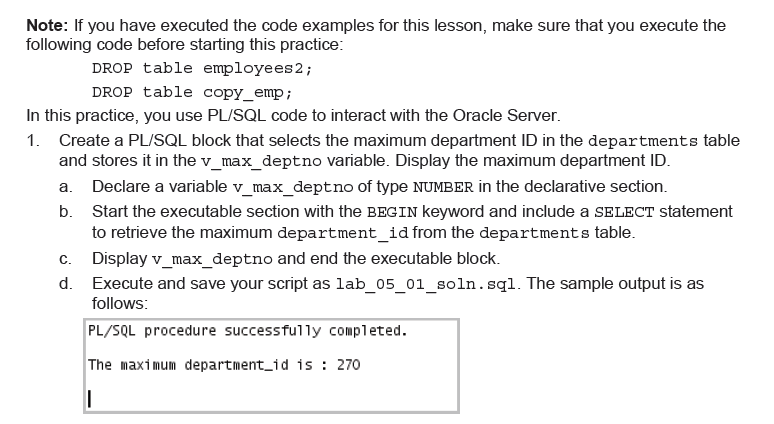 Note: If you have executed the code examples for this lesson, make sure that you execute the
following code before starting this practice:
DROP table employees2;
DROP table copy_emp;
In this practice, you use PL/SQL code to interact with the Oracle Server.
1. Create a PL/SQL block that selects the maximum department ID in the departments table
and stores it in the v_max_deptno variable. Display the maximum department ID.
a. Declare a variable v_max_deptno of type NUMBER in the declarative section.
b. Start the executable section with the BEGIN keyword and include a SELECT statement
to retrieve the maximum department_id from the departments table.
c. Display v_max_deptno and end the executable block.
d. Execute and save your script as lab_05_01_soln.sql. The sample output is as
follows:
PL/SQL procedure successfully completed.
The maximum department_id is : 270